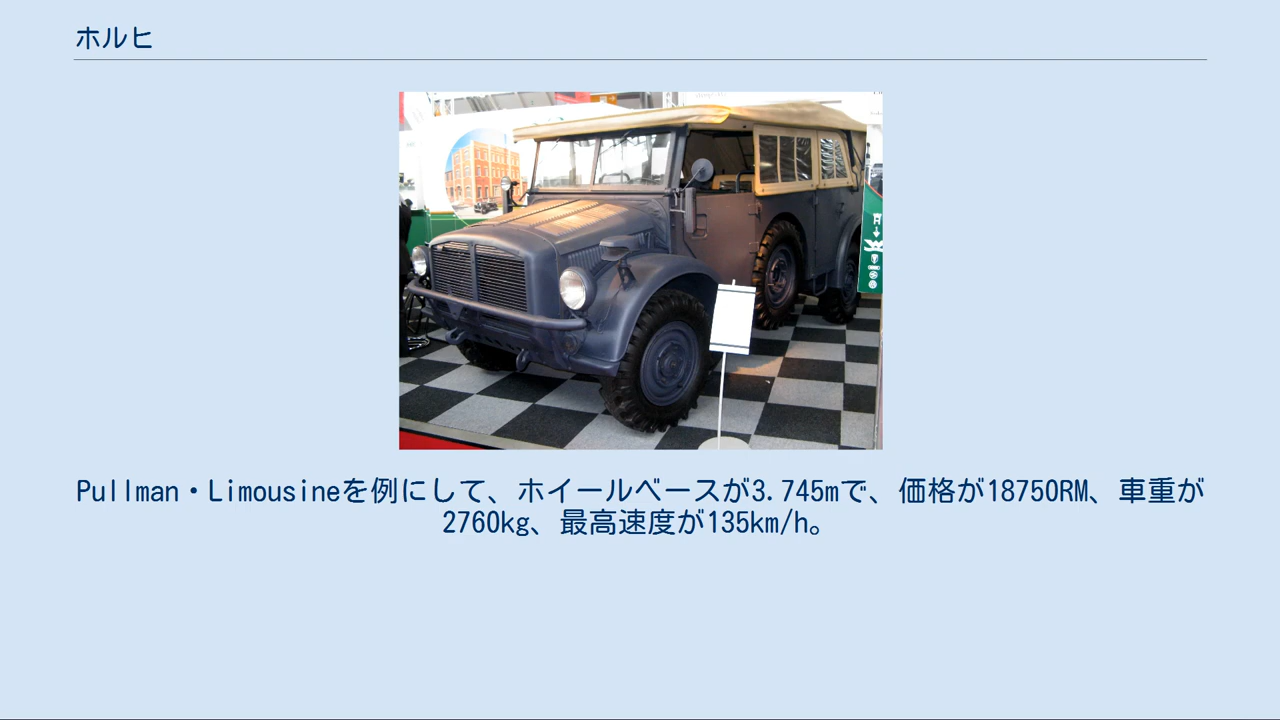 ホルヒ
Pullman・Limousineを例にして、ホイールベースが3.745mで、価格が18750RM、車重が
2760kg、最高速度が135km/h。